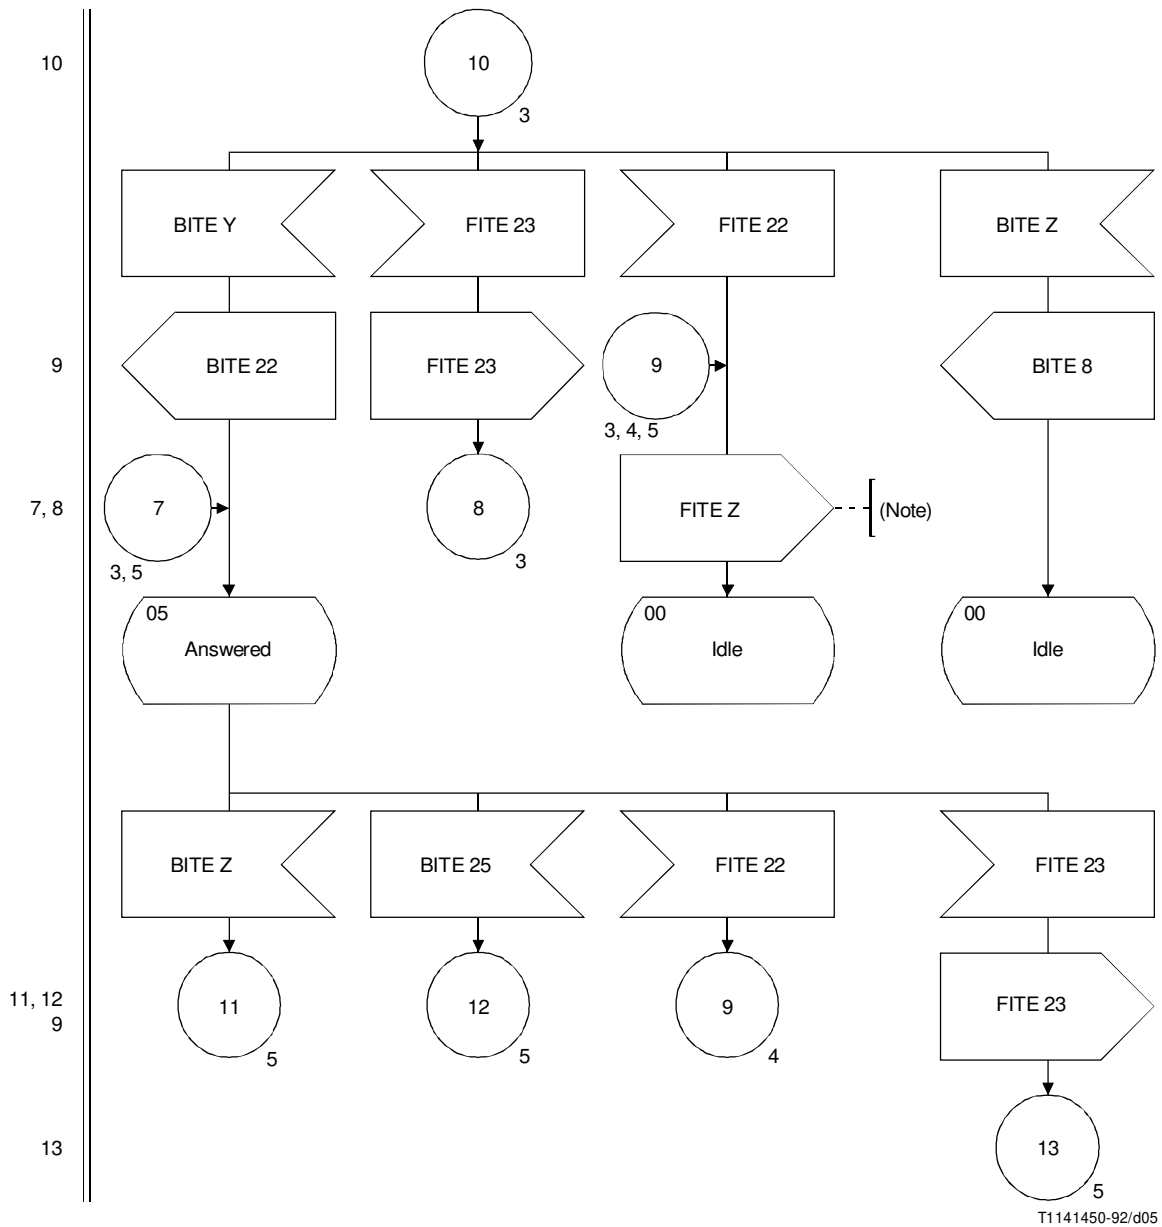 10
10
3
BITE Y
FITE 23
FITE 22
BITE Z
9
BITE 22
FITE 23
9
BITE 8
3, 4, 5
7, 8
7
8
FITE Z
(Note)
3, 5
3
05
Answered
00
Idle
00
Idle
BITE Z
BITE 25
FITE 22
FITE 23
11, 12
9
11
12
9
FITE 23
5
5
4
13
13
5
T1141450-92/d05